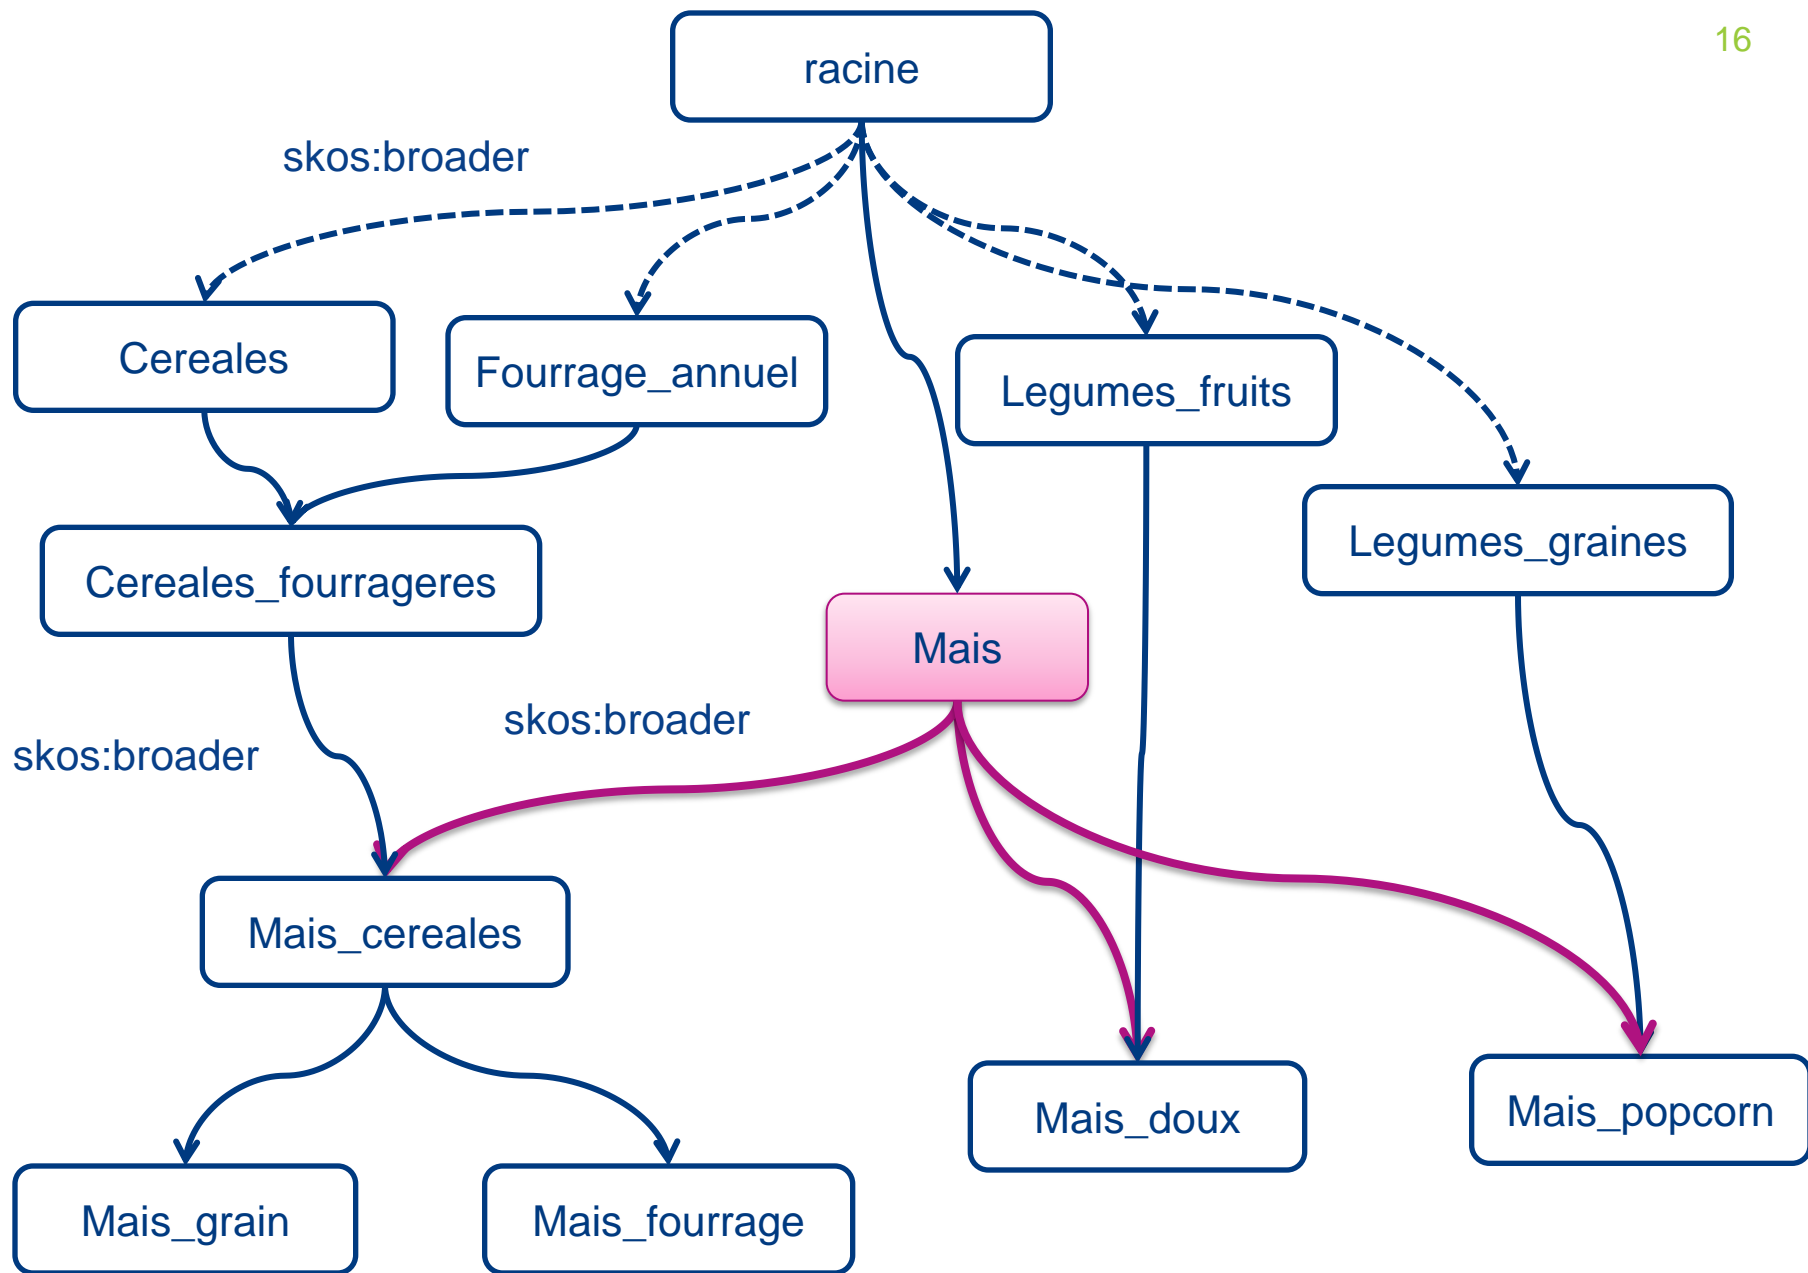 16
racine
skos:broader
Cereales
Fourrage_annuel
Legumes_fruits
Legumes_graines
Cereales_fourrageres
Mais
skos:broader
skos:broader
Mais_cereales
Mais_doux
Mais_popcorn
Mais_grain
Mais_fourrage